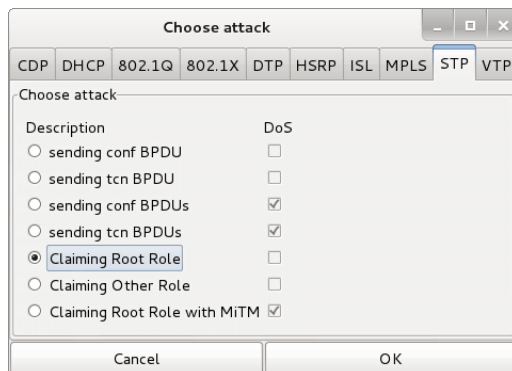 Choose attack
CDP DHCP 802.1Q 802.1X DTP HSRP ISL MPLS STP VTP
Choose attack
Description DoS
sending conf BPDU
sending tcn BPDU
sending conf BPDUs
sending tcn BPDUs
Claiming Root Role
Claiming Other Role
Claiming Root Role with MiTM
Cancel OK